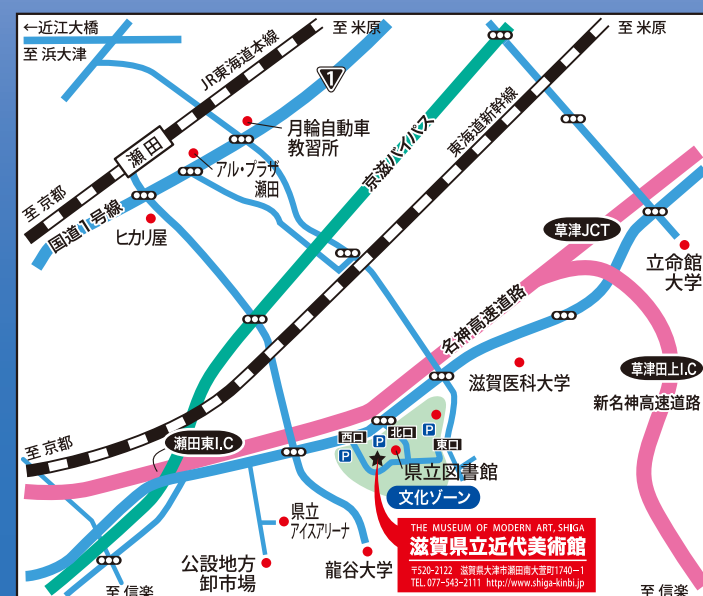 ←近江大橋
至 浜大津
JR東海道本線
至 米原
至 米原
1
月輪自動車
教習所
京滋バイパス
東海道新幹線
瀬田
アル・プラザ
瀬田
至 京都
国道1号線
ヒカリ屋
草津JCT
立命館
大学
名神高速道路
滋賀医科大学
草津田上I.C
新名神高速道路
至 京都
瀬田東I.C
西口
P
北口
東口
P
P
県立図書館
文化ゾーン
県立
アイスアリーナ
公設地方
卸市場
龍谷大学
THE MUSEUM OF MODERN ART, SHIGA
滋賀県立近代美術館
〒520-2122 滋賀県大津市瀬田南大萱町1740−1
TEL. 077−543−2111 http://www.shiga-kinbi.jp
至 信楽
至 信楽